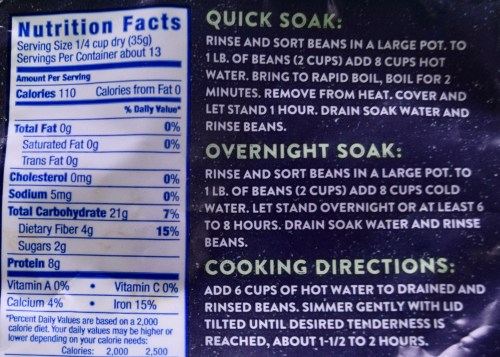 Nutrition Facts
Serving Size 1/4 cup dry (35g)
Servings Per Container about 13
Amount Per Serving
Calories 110 Calories from Fat 0
% Daily Value*
Total Fat 0g 0%
Saturated Fat 0g 0%
Trans Fat 0g
Cholesterol 0mg 0%
Sodium 5mg 0%
Total Carbohydrate 21g 7%
Dietary Fiber 4g 15%
Sugars 2g
Protein 8g
Vitamin A 0% • Vitamin C 0%
Calcium 4% • Iron 15%
*Percent Daily Values are based on a 2,000
calorie diet. Your daily values may be higher or
lower depending on your calorie needs:
Calories: 2,000 2,500
QUICK SOAK:
RINSE AND SORT BEANS IN A LARGE POT. TO
1 LB. OF BEANS (2 CUPS) ADD 8 CUPS HOT
WATER. BRING TO RAPID BOIL, BOIL FOR 2
MINUTES. REMOVE FROM HEAT. COVER AND
LET STAND 1 HOUR. DRAIN SOAK WATER AND
RINSE BEANS.
OVERNIGHT SOAK:
RINSE AND SORT BEANS IN A LARGE POT. TO
1 LB. OF BEANS (2 CUPS) ADD 8 CUPS COLD
WATER. LET STAND OVERNIGHT OR AT LEAST 6
TO 8 HOURS. DRAIN SOAK WATER AND RINSE
BEANS.
COOKING DIRECTIONS:
ADD 6 CUPS OF HOT WATER TO DRAINED AND
RINSED BEANS. SIMMER GENTLY WITH LID
TILTED UNTIL DESIRED TENDERNESS IS
REACHED, ABOUT 1-1/2 TO 2 HOURS.